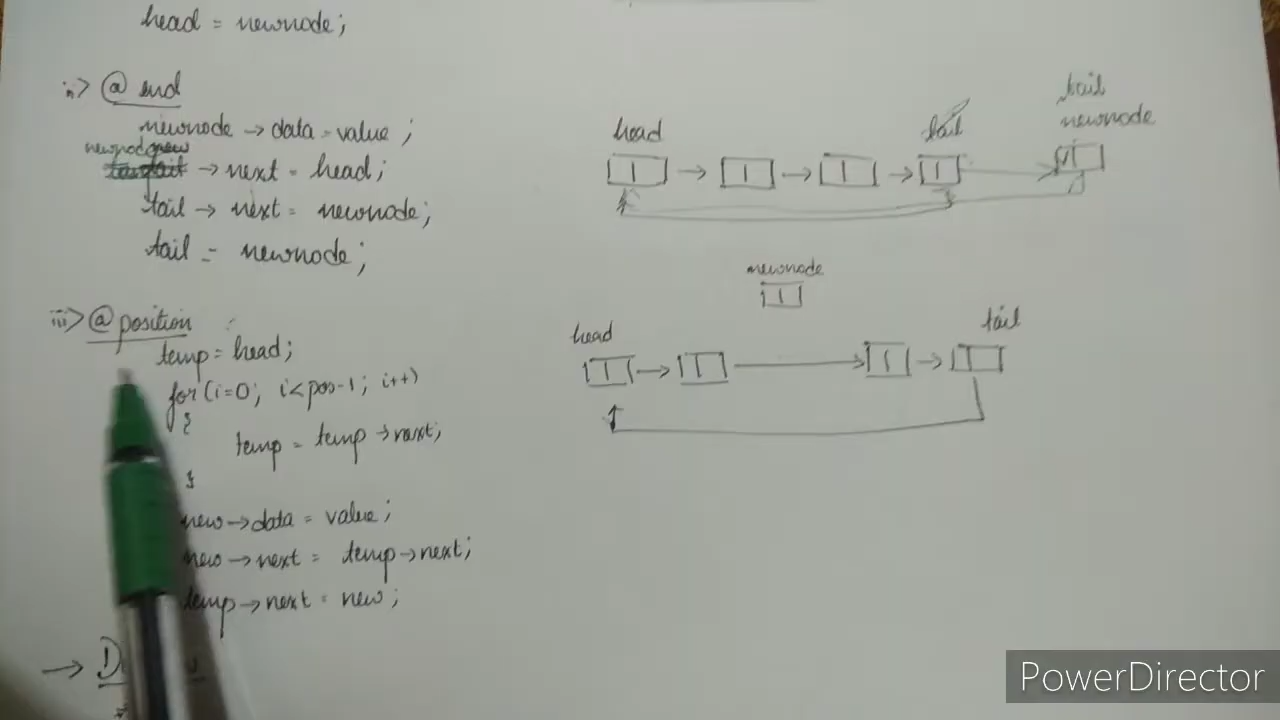 head = newnode;
ii> @ end
newnode → data = value;
newnode
→ next = head;
tail → next = newnode;
tail = newnode;
head
tail
tail
newnode
iii> @ position
temp = head;
for (i=0; i<pos-1; i++)
{
temp = temp → next;
}
new → data = value;
new → next = temp → next;
temp → next = new;
newnode
head
tail
PowerDirector